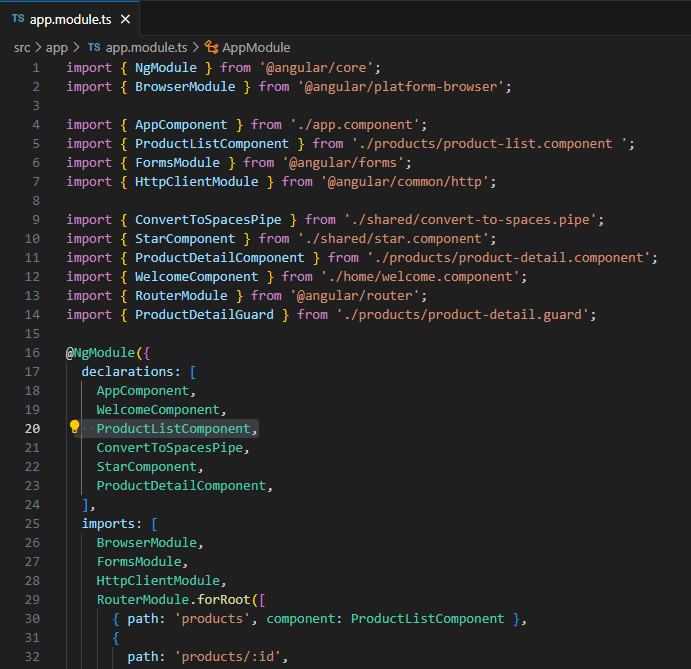 TS app.module.ts ×
src > app > TS app.module.ts > AppModule
1 import { NgModule } from '@angular/core';
2 import { BrowserModule } from '@angular/platform-browser';
3
4 import { AppComponent } from './app.component';
5 import { ProductListComponent } from './products/product-list.component ';
6 import { FormsModule } from '@angular/forms';
7 import { HttpClientModule } from '@angular/common/http';
8
9 import { ConvertToSpacesPipe } from './shared/convert-to-spaces.pipe';
10 import { StarComponent } from './shared/star.component';
11 import { ProductDetailComponent } from './products/product-detail.component';
12 import { WelcomeComponent } from './home/welcome.component';
13 import { RouterModule } from '@angular/router';
14 import { ProductDetailGuard } from './products/product-detail.guard';
15
16 @NgModule({
17   declarations: [
18     AppComponent,
19     WelcomeComponent,
20     ProductListComponent,
21     ConvertToSpacesPipe,
22     StarComponent,
23     ProductDetailComponent,
24   ],
25   imports: [
26     BrowserModule,
27     FormsModule,
28     HttpClientModule,
29     RouterModule.forRoot([
30       { path: 'products', component: ProductListComponent },
31       {
32         path: 'products/:id',